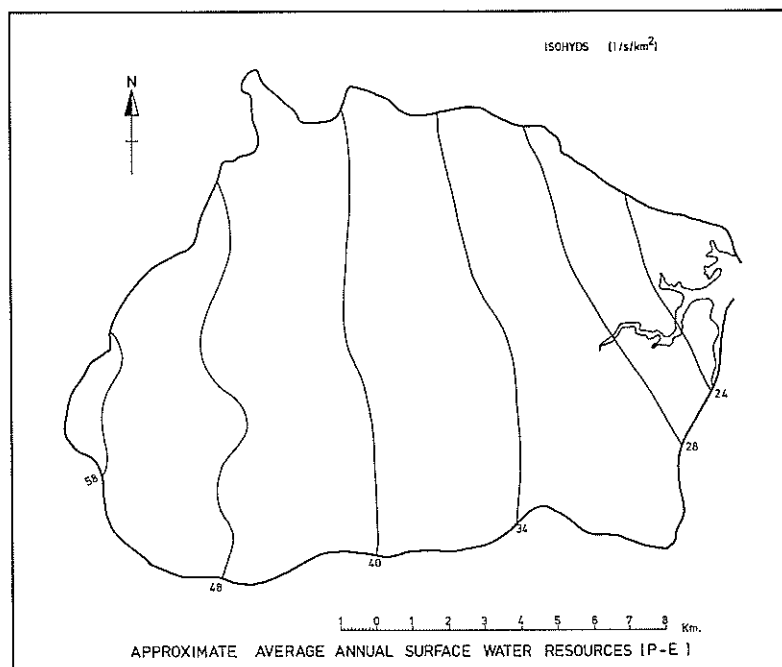 ISOHYDS (l/s/km²)
N
24
28
58
34
40
48
1 0 1 2 3 4 5 6 7 8 Km.
APPROXIMATE AVERAGE ANNUAL SURFACE WATER RESOURCES [P-E]